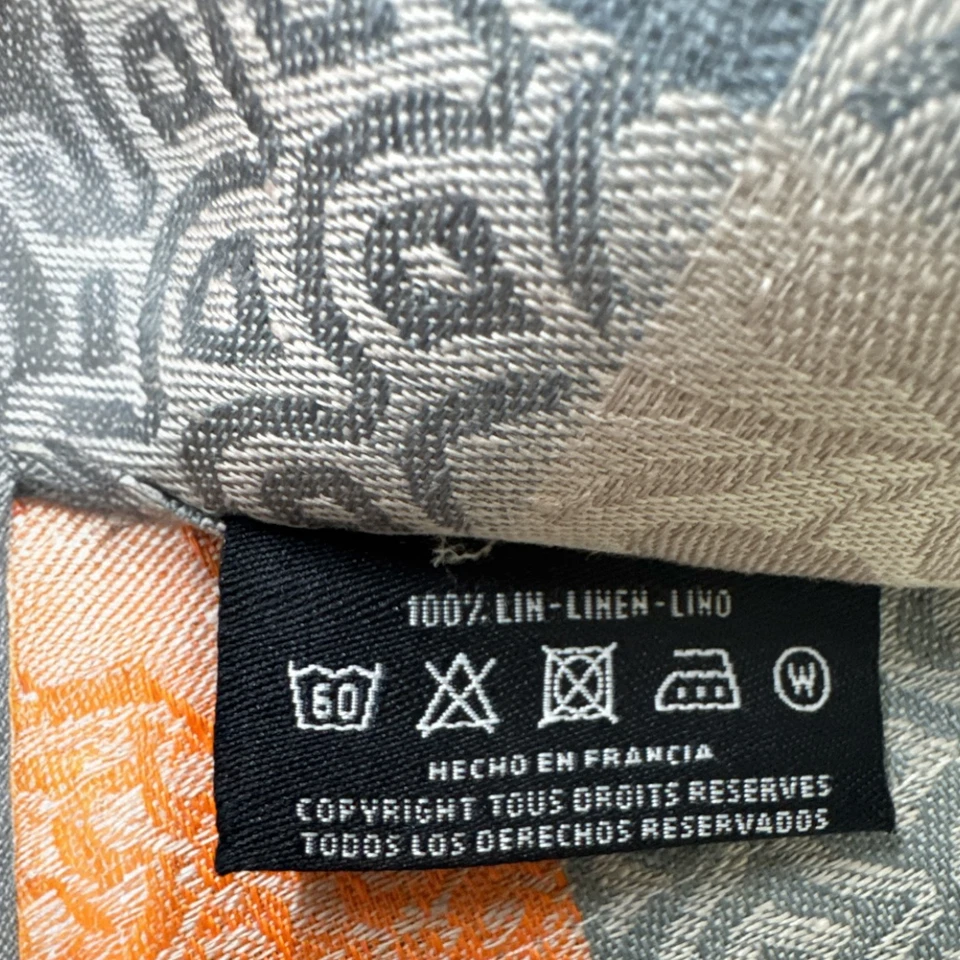 100% LIN-LINEN-LINO
60
W
HECHO EN FRANCIA
COPYRIGHT TOUS DROITS RESERVES
TODOS LOS DERECHOS RESERVADOS